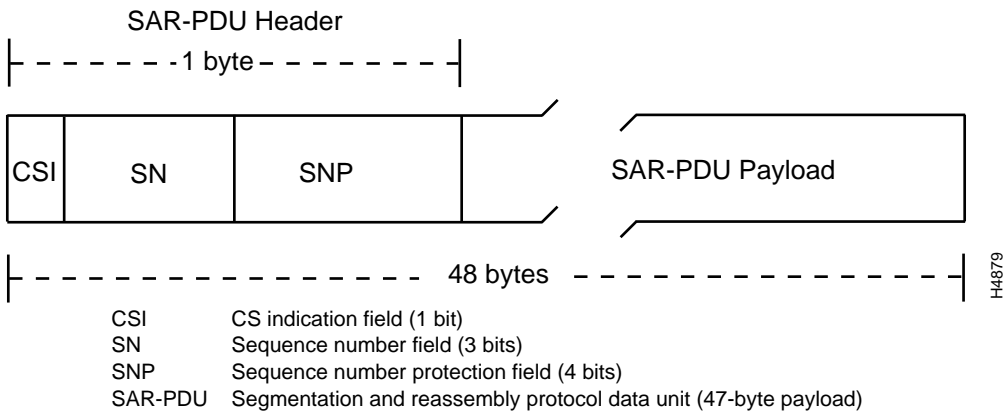 SAR-PDU Header
1 byte
CSI SN SNP SAR-PDU Payload
48 bytes
H4879
CSI CS indication field (1 bit)
SN Sequence number field (3 bits)
SNP Sequence number protection field (4 bits)
SAR-PDU Segmentation and reassembly protocol data unit (47-byte payload)